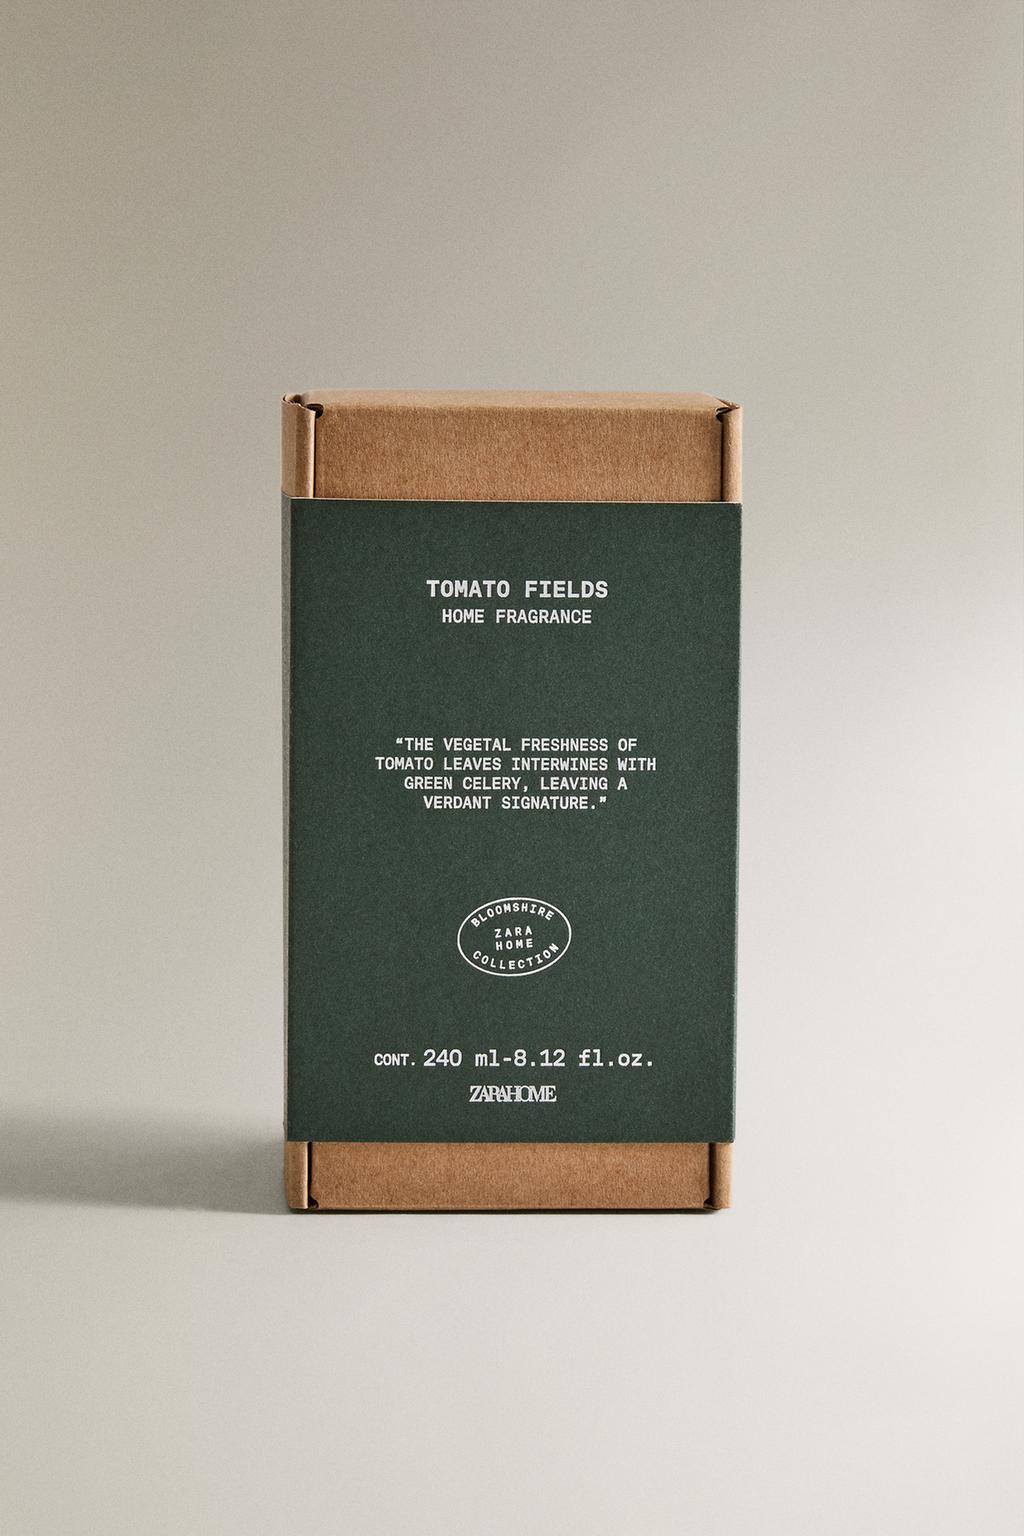 TOMATO FIELDS
HOME FRAGRANCE
“THE VEGETAL FRESHNESS OF
TOMATO LEAVES INTERWINES WITH
GREEN CELERY, LEAVING A
VERDANT SIGNATURE.”
BLOOMSHIRE
ZARA
HOME
COLLECTION
CONT. 240 ml-8.12 fl.oz.
ZARAHOME